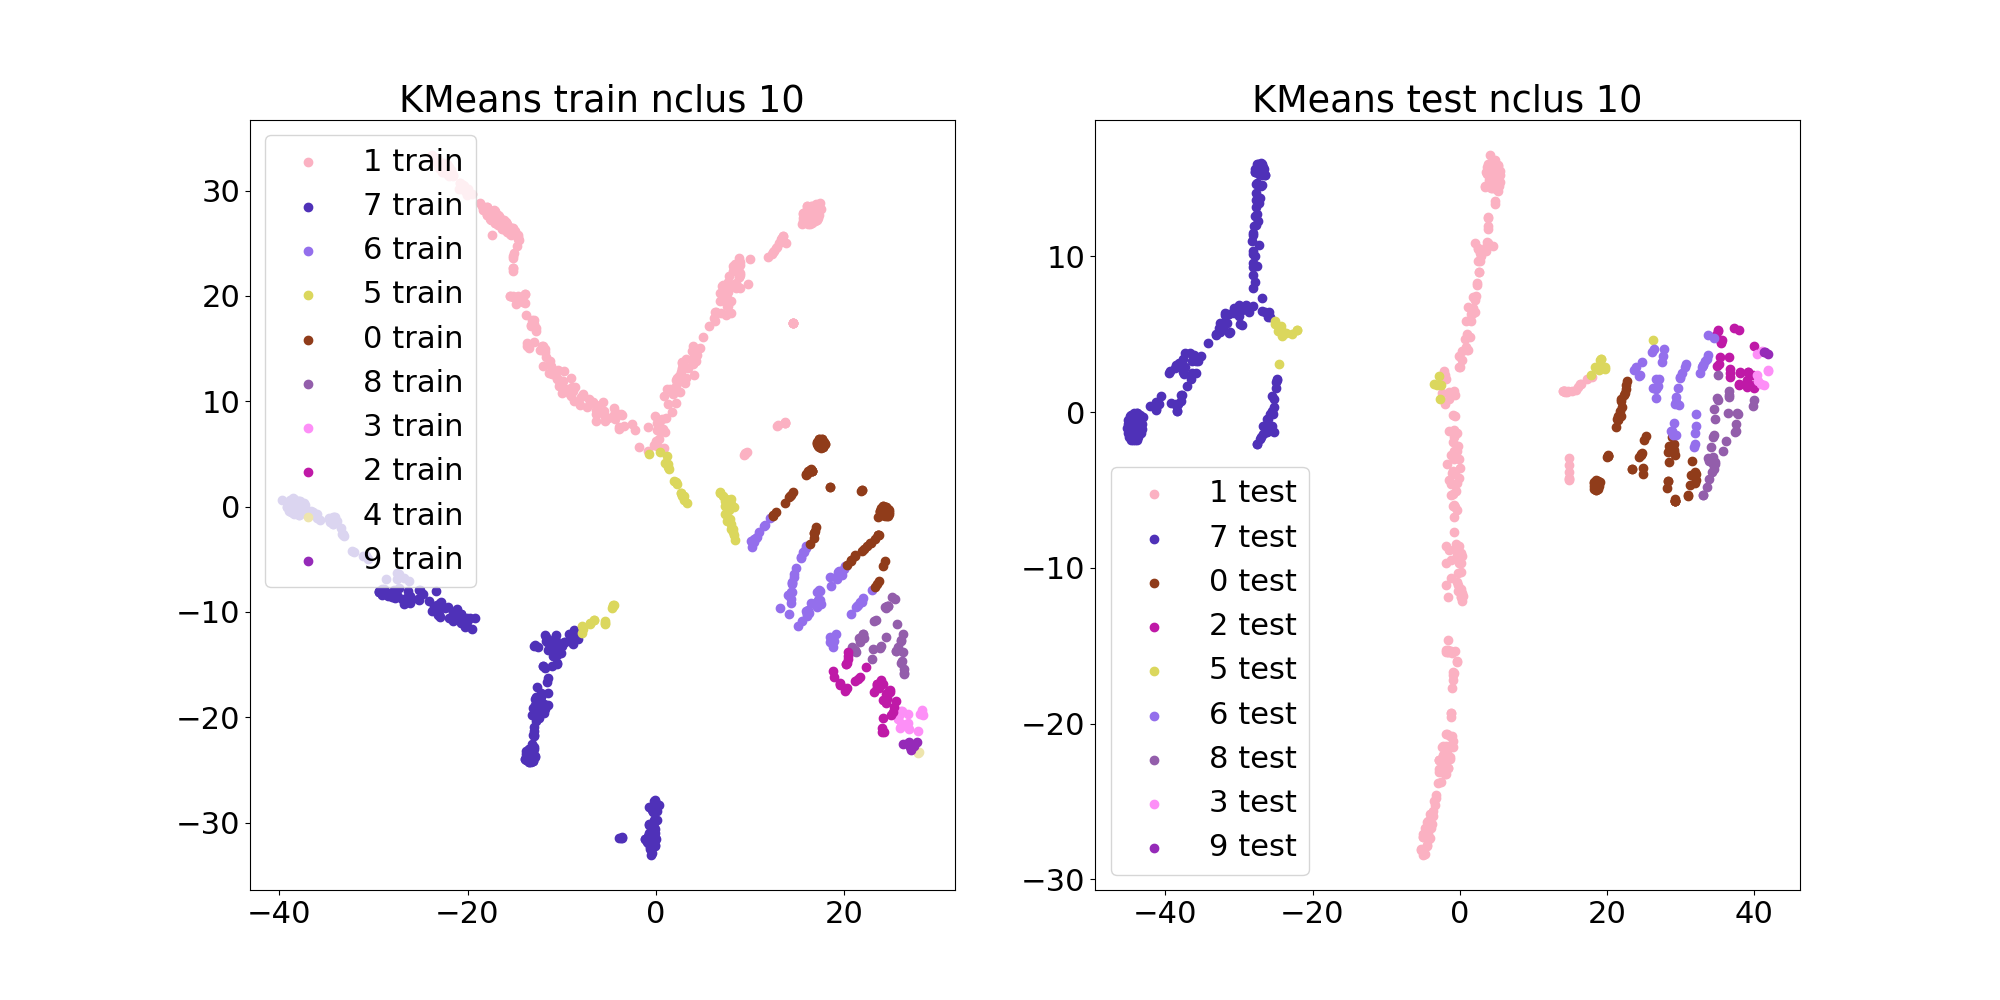 KMeans train nclus 10
1 train
7 train
6 train
5 train
0 train
8 train
3 train
2 train
4 train
9 train
30
20
10
0
−10
−20
−30
−40
−20
0
20
KMeans test nclus 10
10
0
−10
−20
−30
1 test
7 test
0 test
2 test
5 test
6 test
8 test
3 test
9 test
−40
−20
0
20
40